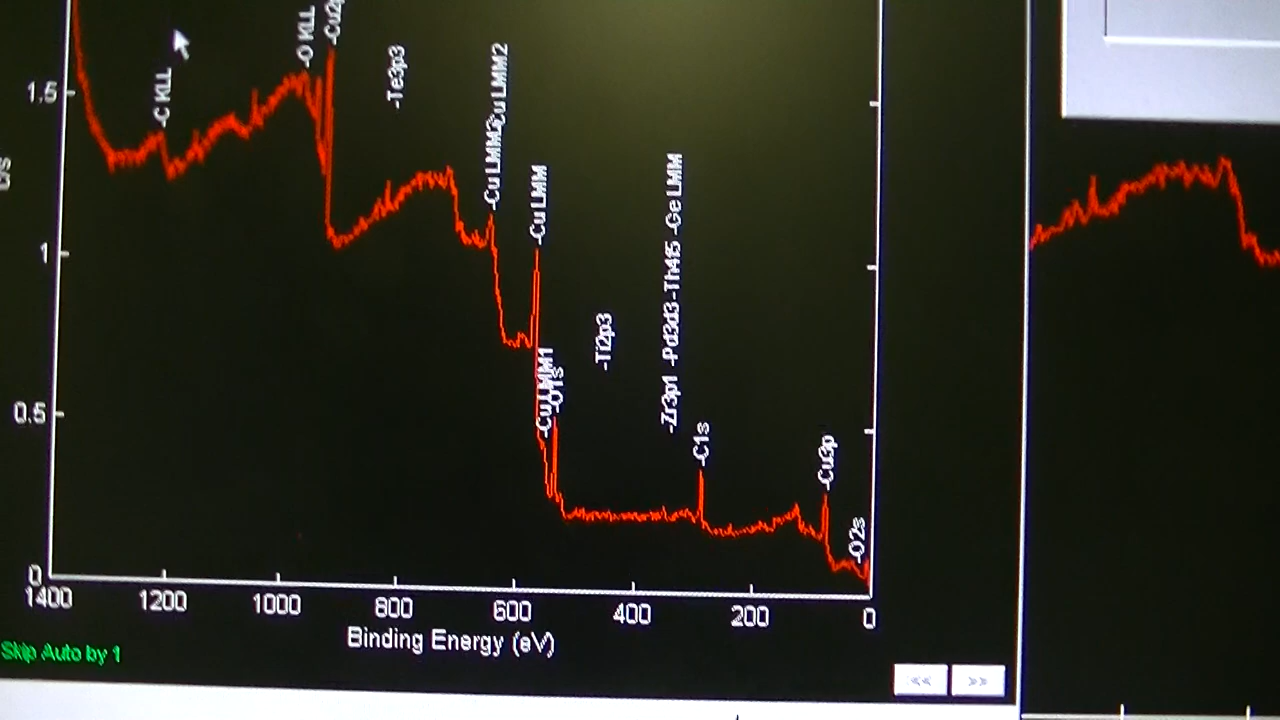 -C KLL
-O KLL
-Te3p3
-Cu LMM2
-Cu LMM
-Ge LMM
-Th4f5
-Pd3d3
-Zr3p1
-Ti2p3
-Cu LMM1
-O1s
-C1s
-Cu3p
-O2s
1.5
1
0.5
0
1400 1200 1000 800 600 400 200 0
Binding Energy (eV)
Skip Auto by 1
<< >>